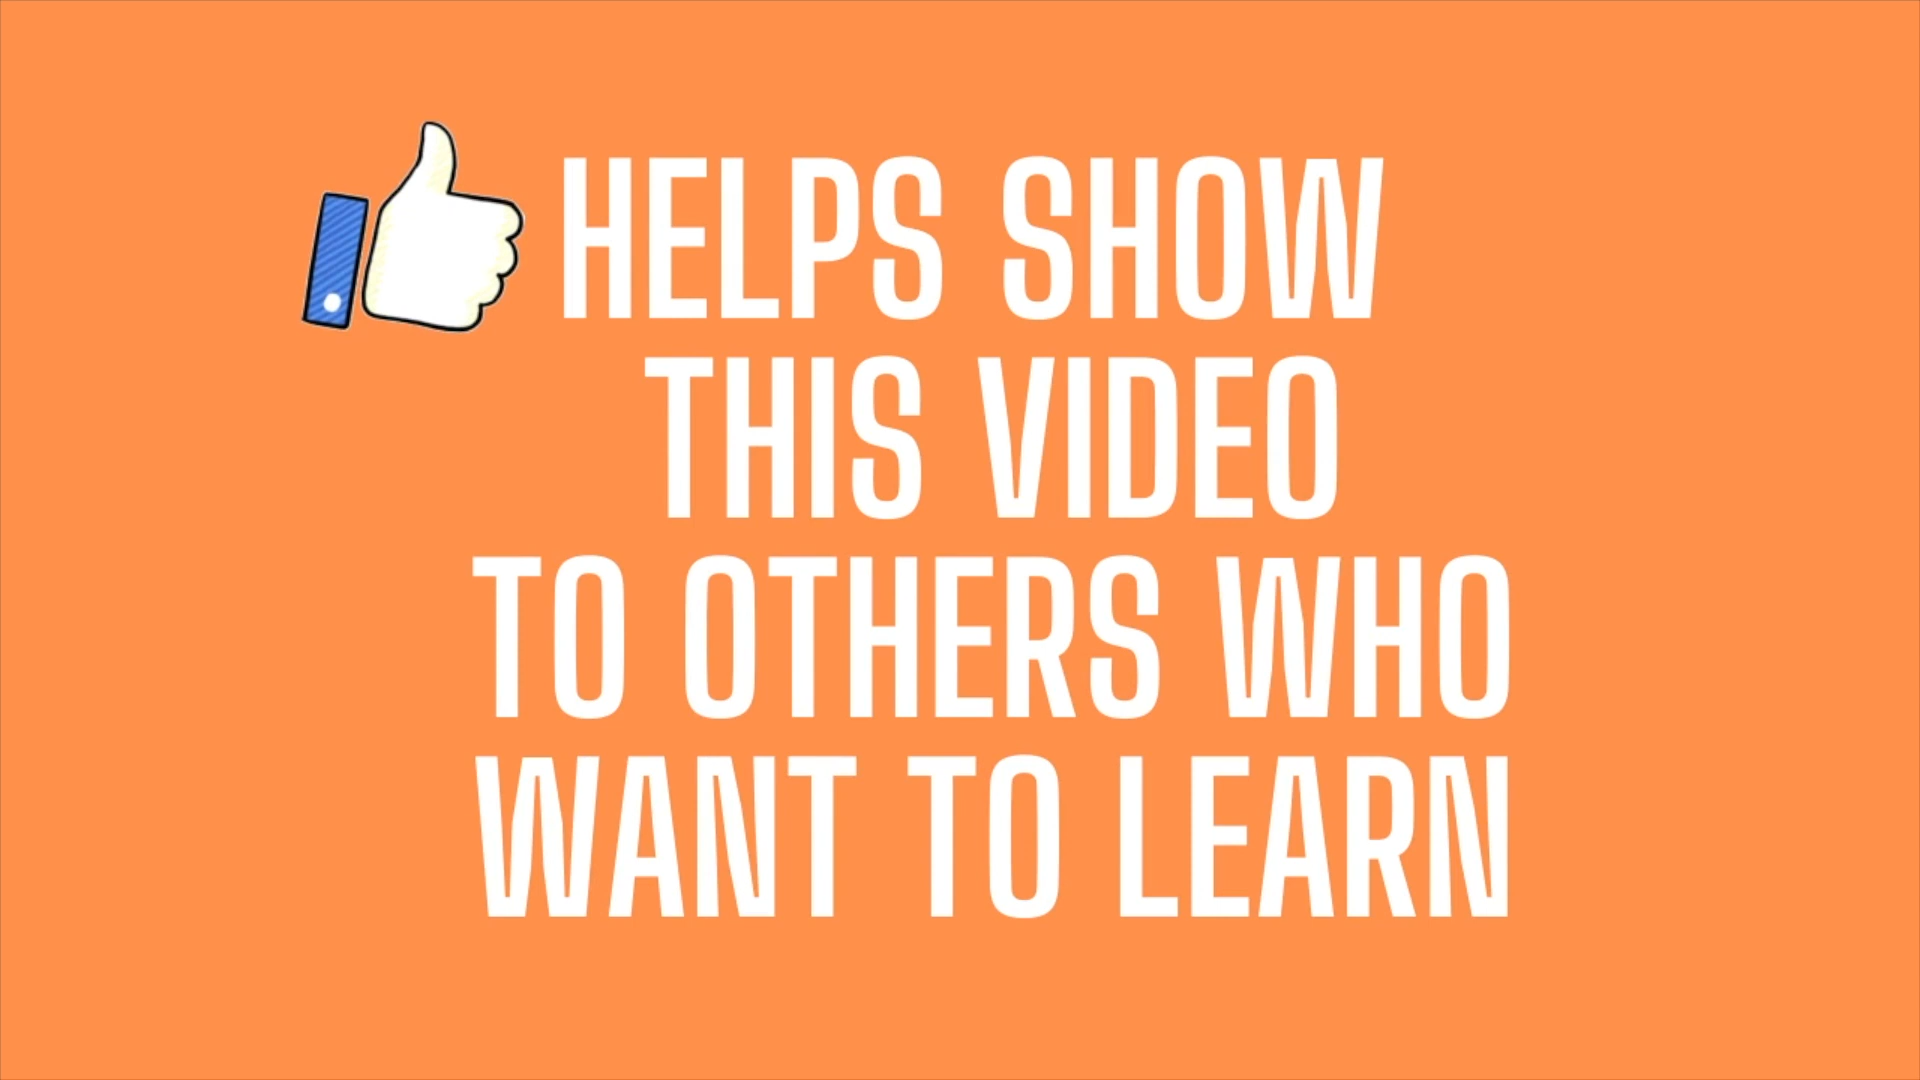 HELPS SHOW
THIS VIDEO
TO OTHERS WHO
WANT TO LEARN